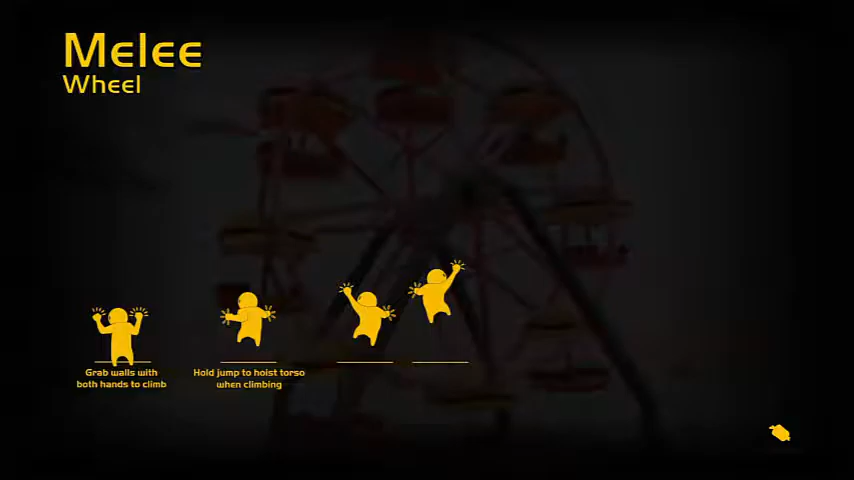 Melee
Wheel
Grab walls with
both hands to climb
Hold jump to hoist torso
when climbing